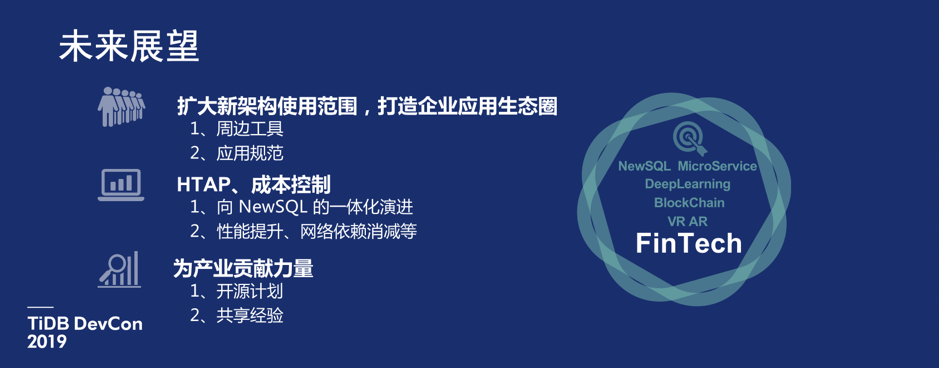 未来展望
扩大新架构使用范围，打造企业应用生态圈
1、周边工具
2、应用规范
HTAP、成本控制
1、向 NewSQL 的一体化演进
2、性能提升、网络依赖消减等
为产业贡献力量
1、开源计划
2、共享经验
NewSQL MicroService
DeepLearning
BlockChain
VR AR
FinTech
TiDB DevCon
2019